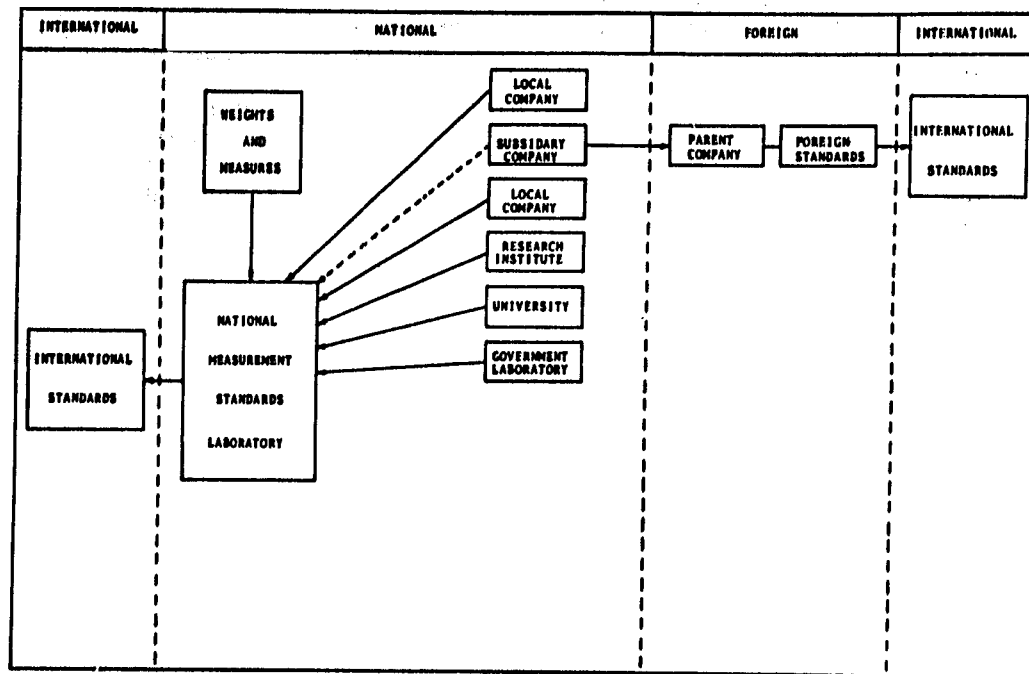 INTERNATIONAL
NATIONAL
FOREIGN
INTERNATIONAL
WEIGHTS
AND
MEASURES
LOCAL
COMPANY
SUBSIDARY
COMPANY
LOCAL
COMPANY
RESEARCH
INSTITUTE
UNIVERSITY
GOVERNMENT
LABORATORY
PARENT
COMPANY
FOREIGN
STANDARDS
INTERNATIONAL
STANDARDS
NATIONAL
MEASUREMENT
STANDARDS
LABORATORY
INTERNATIONAL
STANDARDS